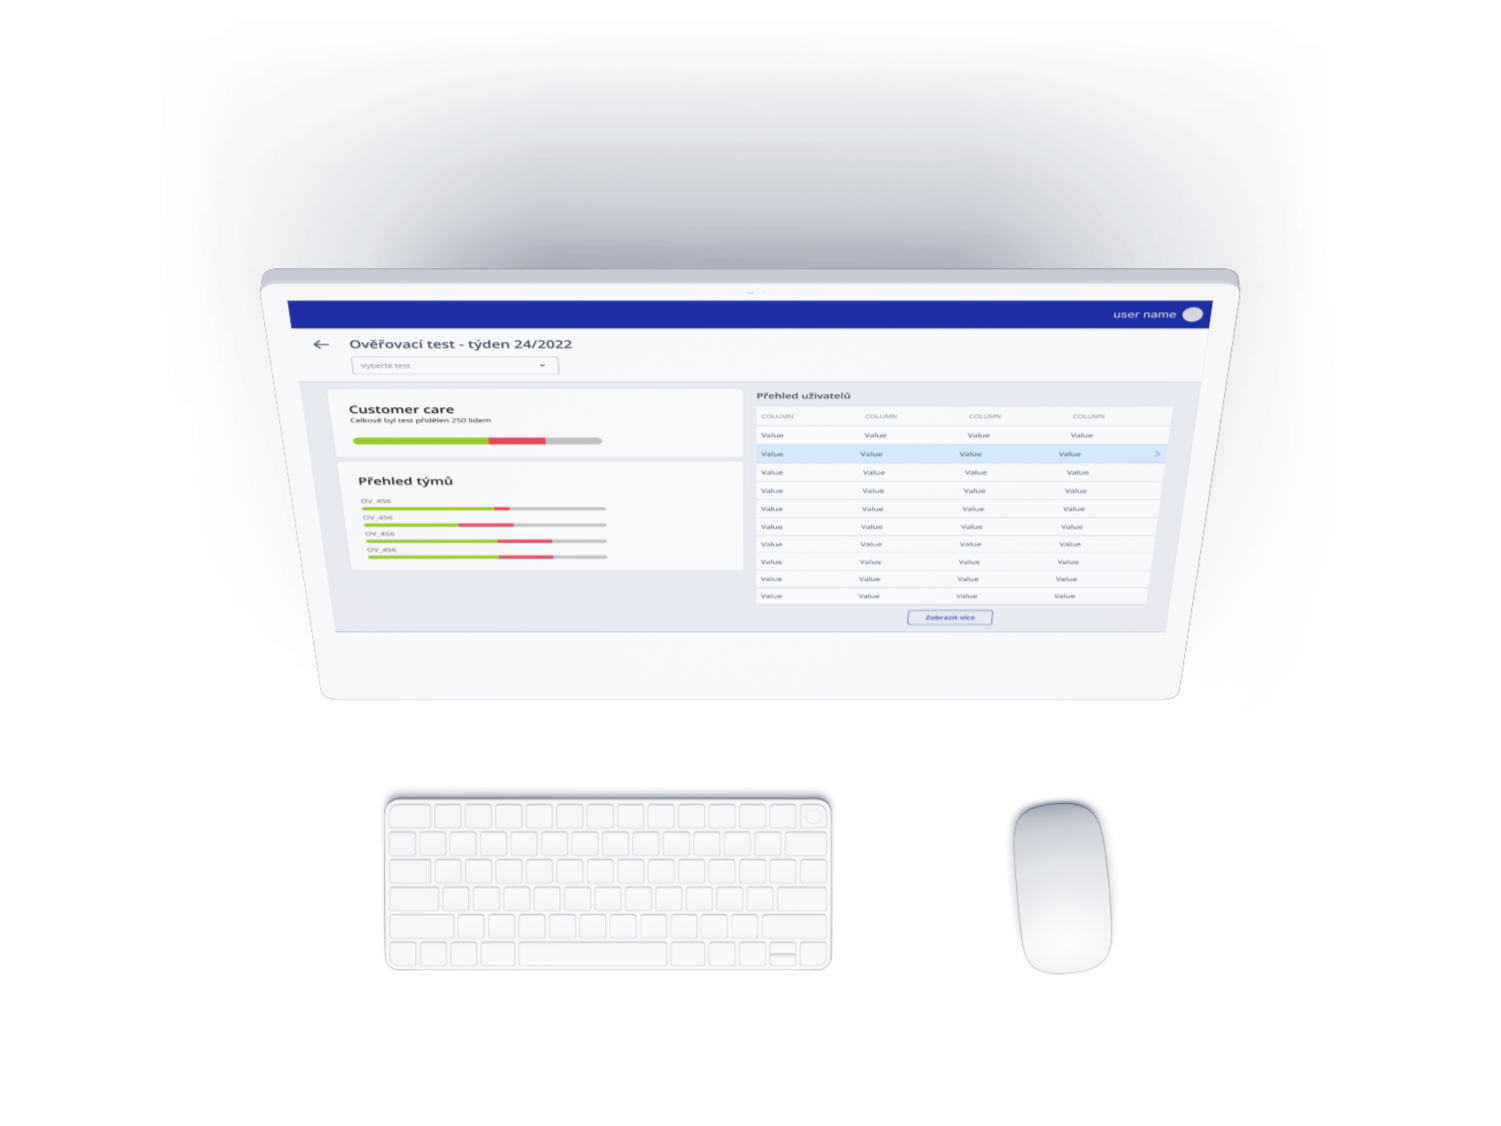 user name
Ověřovací test - týden 24/2022
Vyberte test
Customer care
Celkově byl test přidělen 250 lidem
Přehled týmů
OV_456
OV_456
OV_456
OV_456
Přehled uživatelů
COLUMN COLUMN COLUMN COLUMN
Value Value Value Value
Value Value Value Value
Value Value Value Value
Value Value Value Value
Value Value Value Value
Value Value Value Value
Value Value Value Value
Value Value Value Value
Value Value Value Value
Value Value Value Value
Zobrazit více